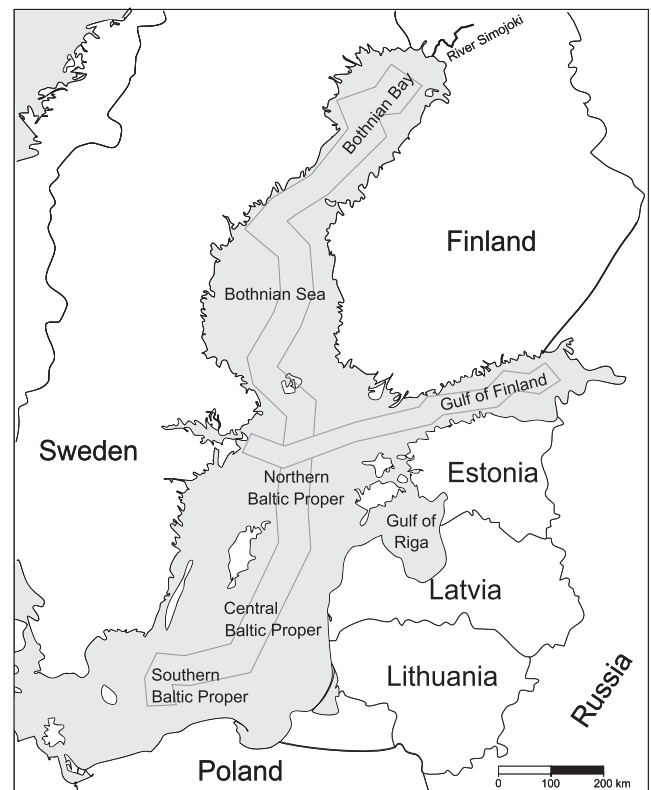 River Simojoki
Bothnian Bay
Finland
Bothnian Sea
Gulf of Finland
Sweden
Estonia
Northern
Baltic Proper
Gulf of
Riga
Latvia
Central
Baltic Proper
Lithuania
Southern
Baltic Proper
Russia
Poland
0 100 200 km